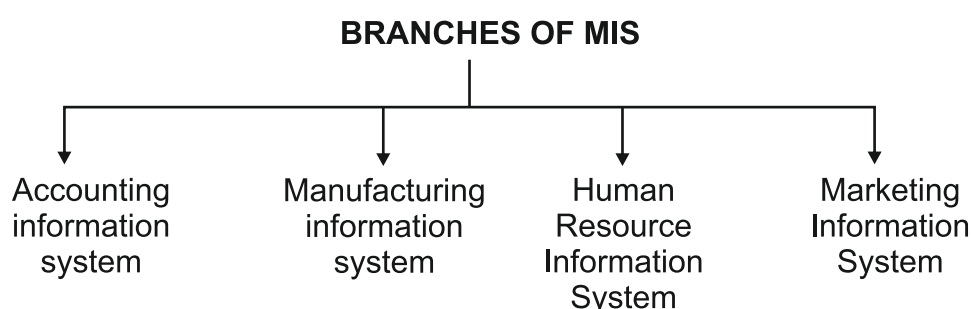 BRANCHES OF MIS
Accounting
information
system
Manufacturing
information
system
Human
Resource
Information
System
Marketing
Information
System